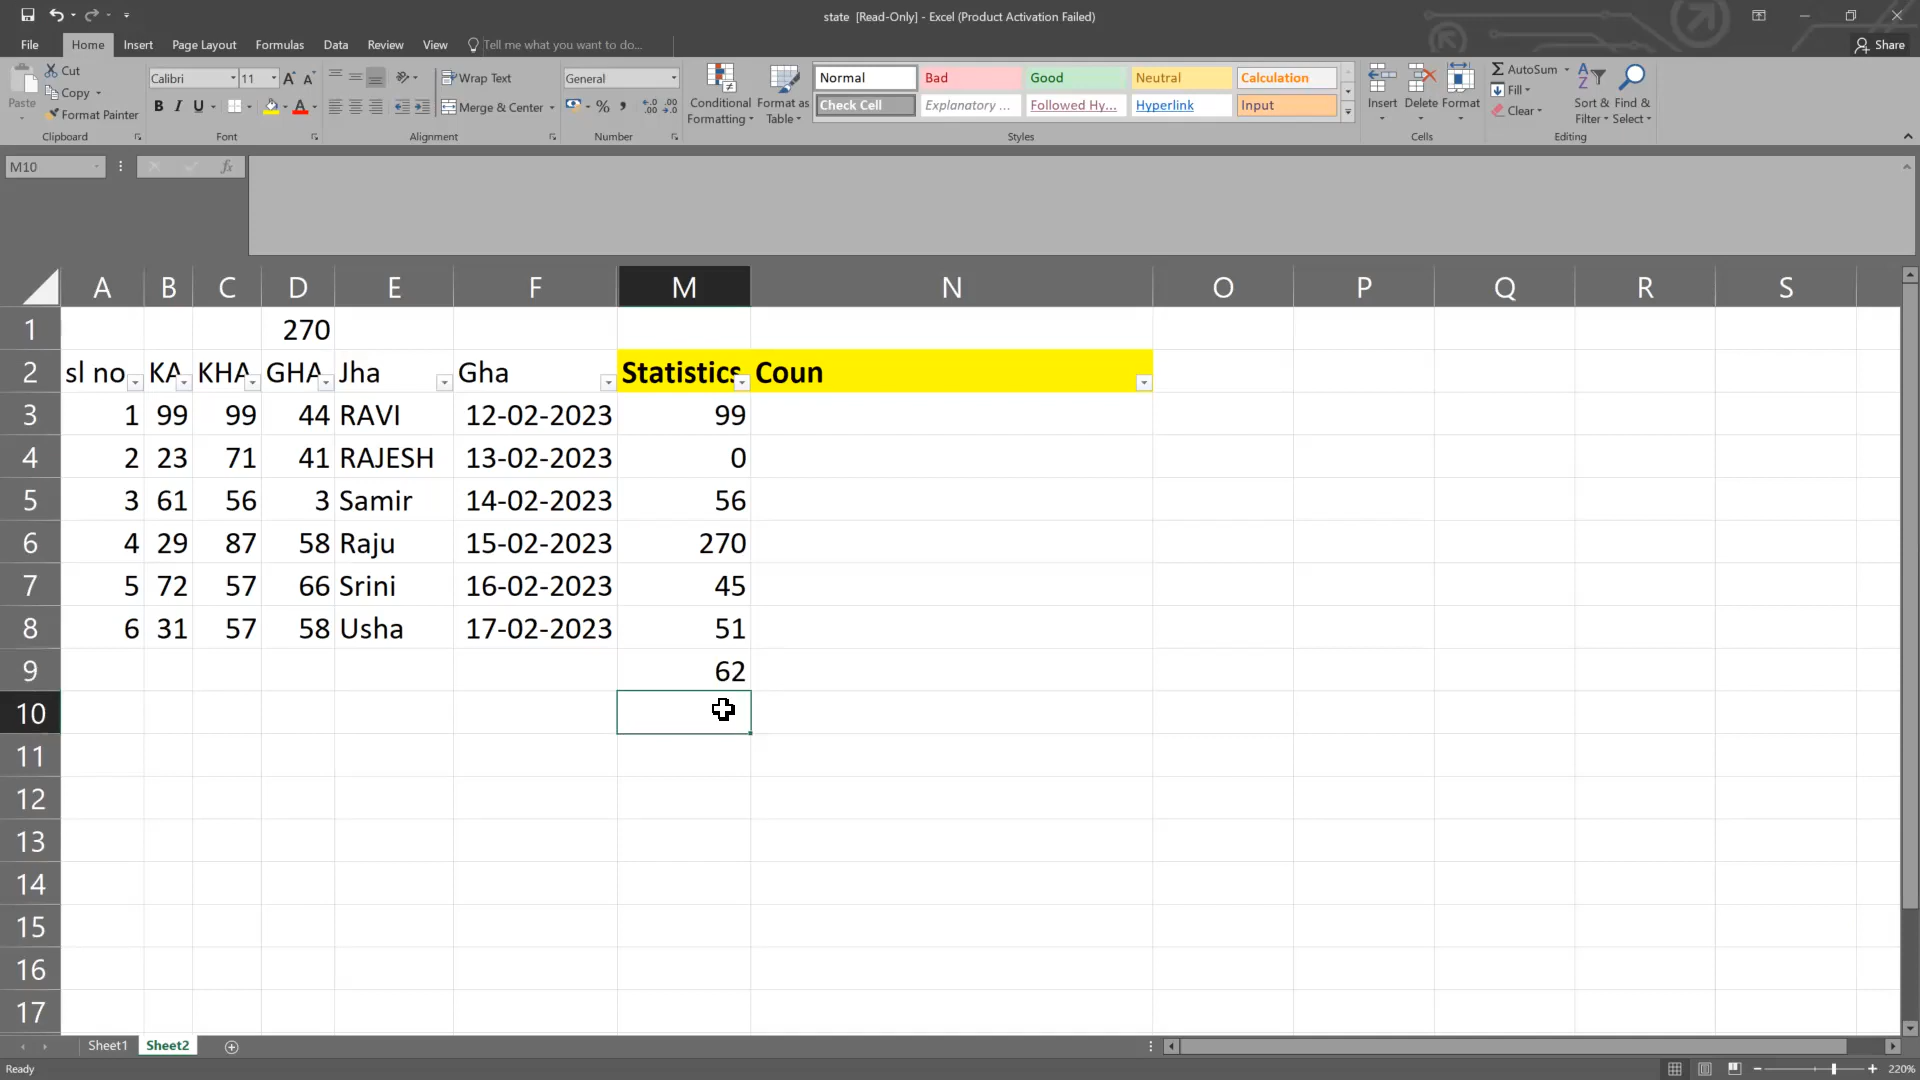 state [Read-Only] - Excel (Product Activation Failed)
File Home Insert Page Layout Formulas Data Review View Tell me what you want to do... Share
Paste Cut Copy Format Painter Clipboard
Calibri 11 A A B I U A Font
Wrap Text Merge & Center Alignment
General % , .0 .00 Number
Conditional Formatting Format as Table
Normal Bad Good Neutral Calculation
Check Cell Explanatory ... Followed Hy... Hyperlink Input
Styles
Insert Delete Format Cells
AutoSum Fill Clear Sort & Filter Find & Select Editing
M10 fx
A B C D E F M N O P Q R S
1 270
2 sl no KA KHA GHA Jha Gha Statistics Coun
3 1 99 99 44 RAVI 12-02-2023 99
4 2 23 71 41 RAJESH 13-02-2023 0
5 3 61 56 3 Samir 14-02-2023 56
6 4 29 87 58 Raju 15-02-2023 270
7 5 72 57 66 Srini 16-02-2023 45
8 6 31 57 58 Usha 17-02-2023 51
9 62
10
11
12
13
14
15
16
17
Sheet1 Sheet2
Ready 220%